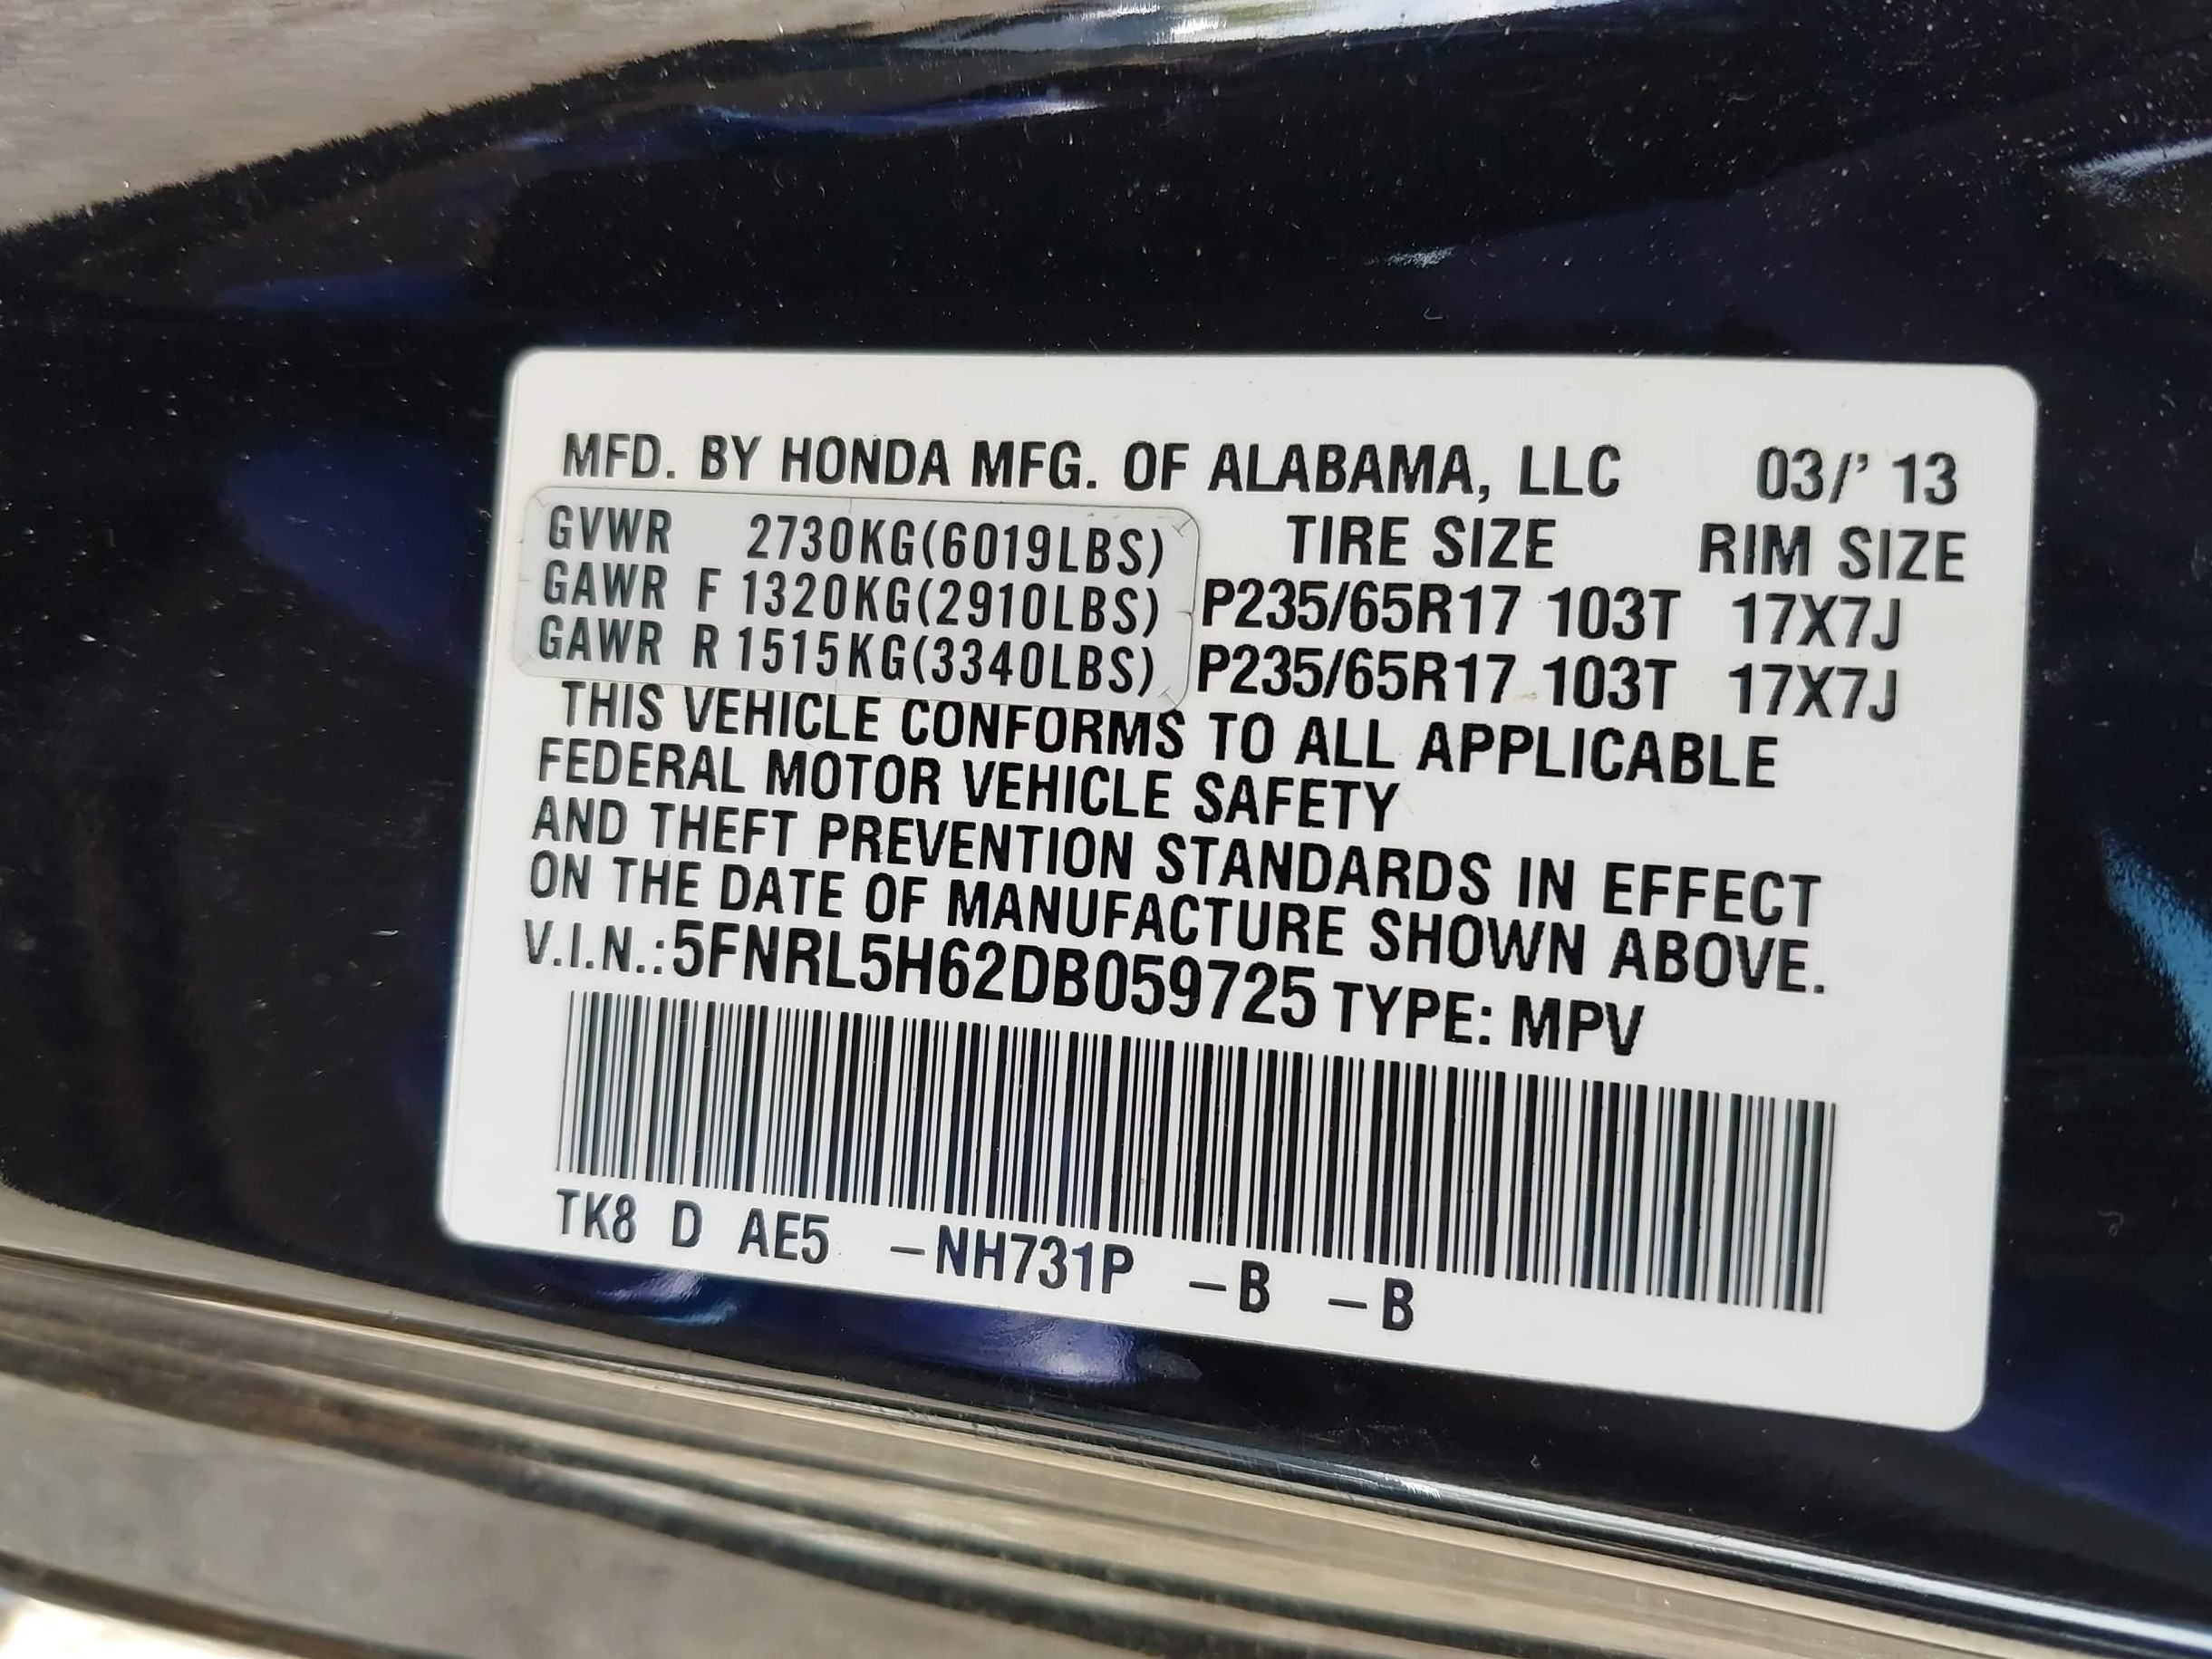 MFD. BY HONDA MFG. OF ALABAMA, LLC 03/' 13
GVWR 2730KG(6019LBS) TIRE SIZE RIM SIZE
GAWR F 1320KG(2910LBS) P235/65R17 103T 17X7J
GAWR R 1515KG(3340LBS) P235/65R17 103T 17X7J
THIS VEHICLE CONFORMS TO ALL APPLICABLE
FEDERAL MOTOR VEHICLE SAFETY
AND THEFT PREVENTION STANDARDS IN EFFECT
ON THE DATE OF MANUFACTURE SHOWN ABOVE.
V.I.N.:5FNRL5H62DB059725 TYPE: MPV
TK8 D AE5 –NH731P –B –B